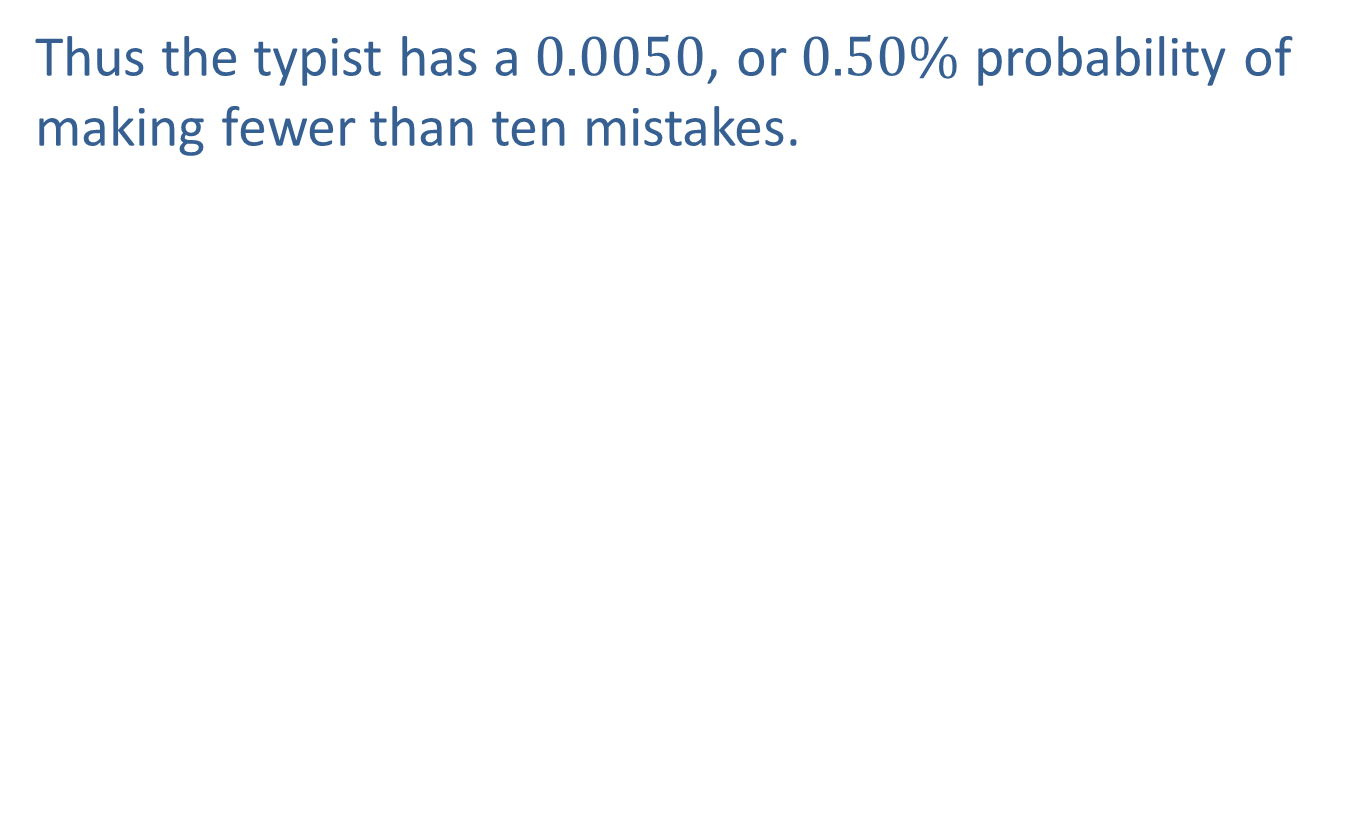 Thus the typist has a 0.0050, or 0.50% probability of
making fewer than ten mistakes.